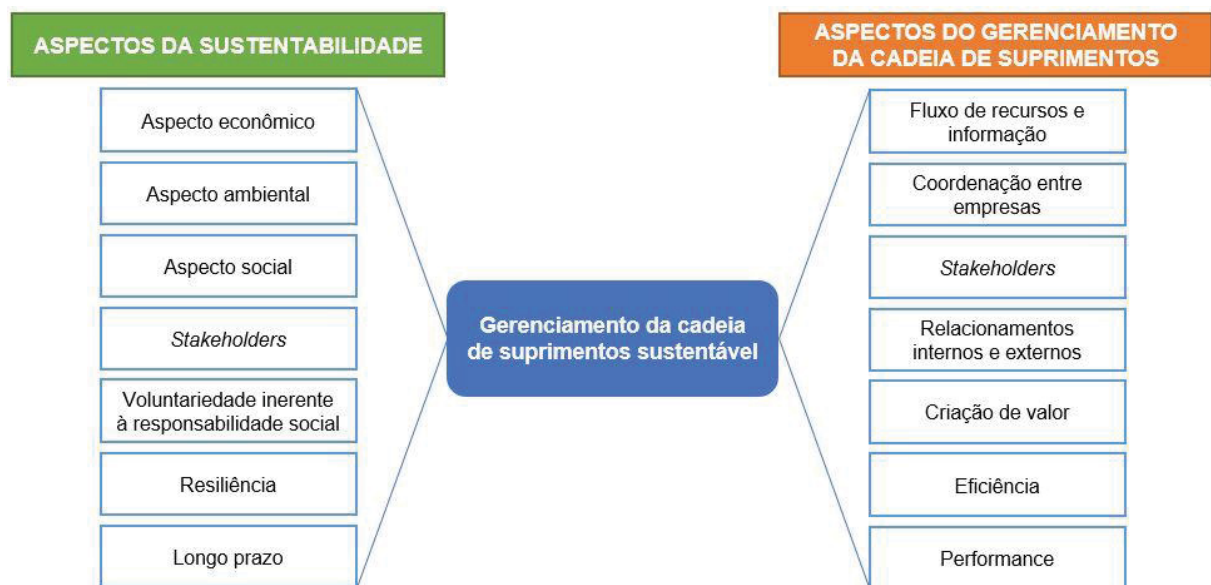 ASPECTOS DA SUSTENTABILIDADE
Aspecto econômico
Aspecto ambiental
Aspecto social
Stakeholders
Voluntariedade inerente
à responsabilidade social
Resiliência
Longo prazo
Gerenciamento da cadeia
de suprimentos sustentável
ASPECTOS DO GERENCIAMENTO
DA CADEIA DE SUPRIMENTOS
Fluxo de recursos e
informação
Coordenação entre
empresas
Stakeholders
Relacionamentos
internos e externos
Criação de valor
Eficiência
Performance